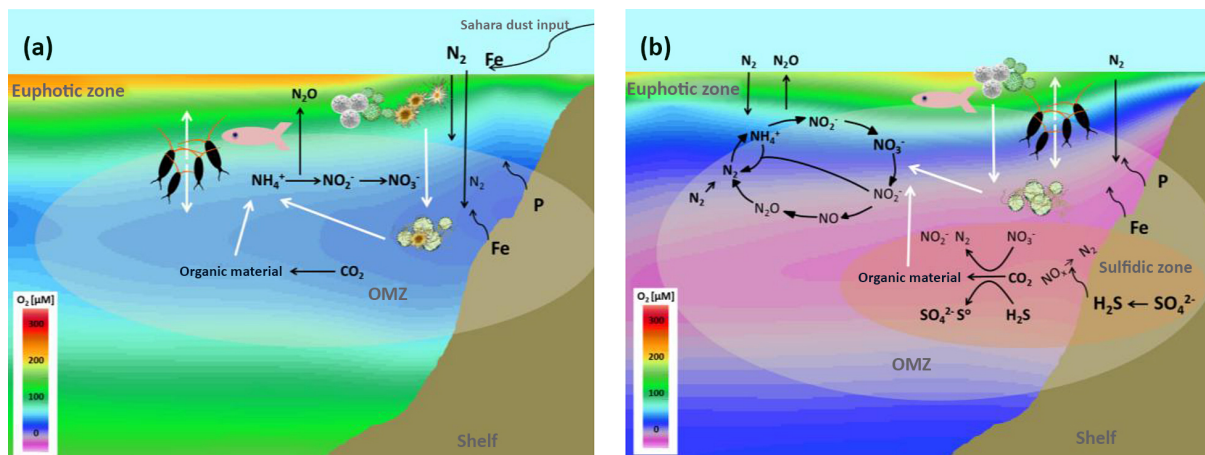 (a)
Sahara dust input
N₂
Fe
Euphotic zone
N₂O
NH₄⁺
NO₂⁻
NO₃⁻
N₂
P
Fe
Organic material
CO₂
OMZ
O₂ [µM]
300
200
100
0
Shelf
(b)
N₂
N₂O
N₂
Euphotic zone
NH₄⁺
NO₂⁻
NO₃⁻
N₂
N₂
NO₂⁻
N₂O
NO
P
Fe
NO₂⁻ N₂
NO₃⁻
NOₓ
N₂
Sulfidic zone
Organic material
CO₂
SO₄²⁻ S°
H₂S
H₂S
SO₄²⁻
O₂ [µM]
300
200
100
0
OMZ
Shelf